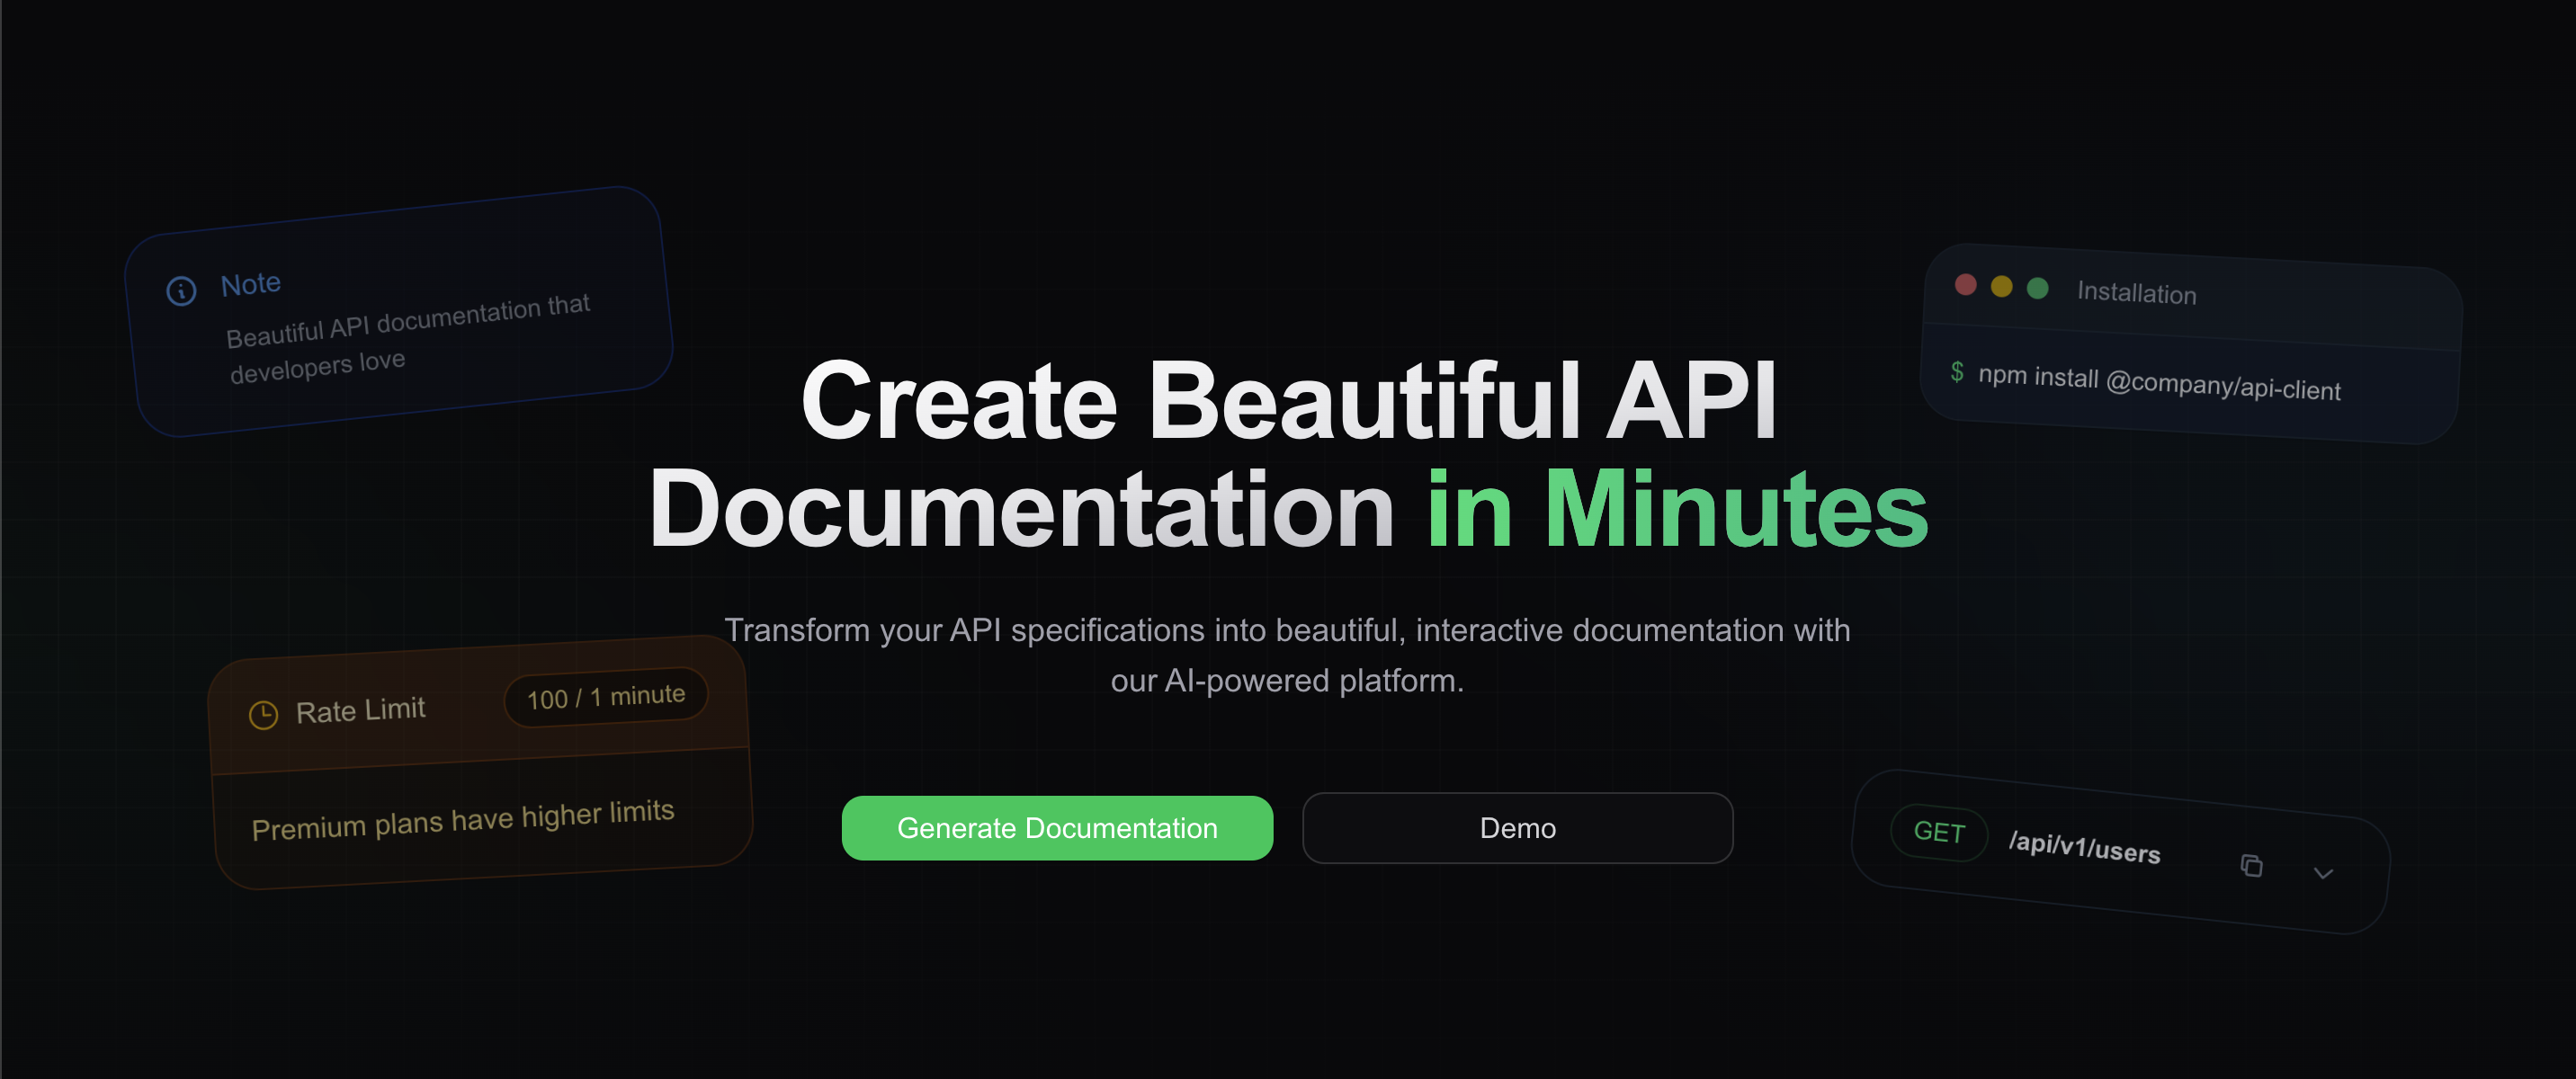 Note
Beautiful API documentation that
developers love
Installation
$ npm install @company/api-client
Create Beautiful API
Documentation in Minutes
Transform your API specifications into beautiful, interactive documentation with
our AI-powered platform.
Rate Limit
100 / 1 minute
Premium plans have higher limits
Generate Documentation
Demo
GET /api/v1/users